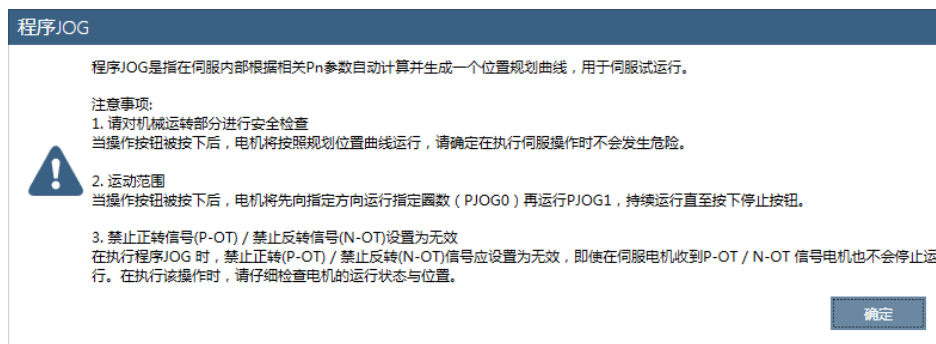 程序JOG
程序JOG是指在伺服内部根据相关Pn参数自动计算并生成一个位置规划曲线，用于伺服试运行。
注意事项:
1. 请对机械运转部分进行安全检查
当操作按钮被按下后，电机将按照规划位置曲线运行，请确定在执行伺服操作时不会发生危险。
2. 运动范围
当操作按钮被按下后，电机将先向指定方向运行指定圈数（PJOG0）再运行PJOG1，持续运行直至按下停止按钮。
3. 禁止正转信号(P-OT) / 禁止反转信号(N-OT)设置为无效
在执行程序JOG 时，禁止正转(P-OT) / 禁止反转(N-OT)信号应设置为无效，即使在伺服电机收到P-OT / N-OT 信号电机也不会停止运
行。在执行该操作时，请仔细检查电机的运行状态与位置。
确定